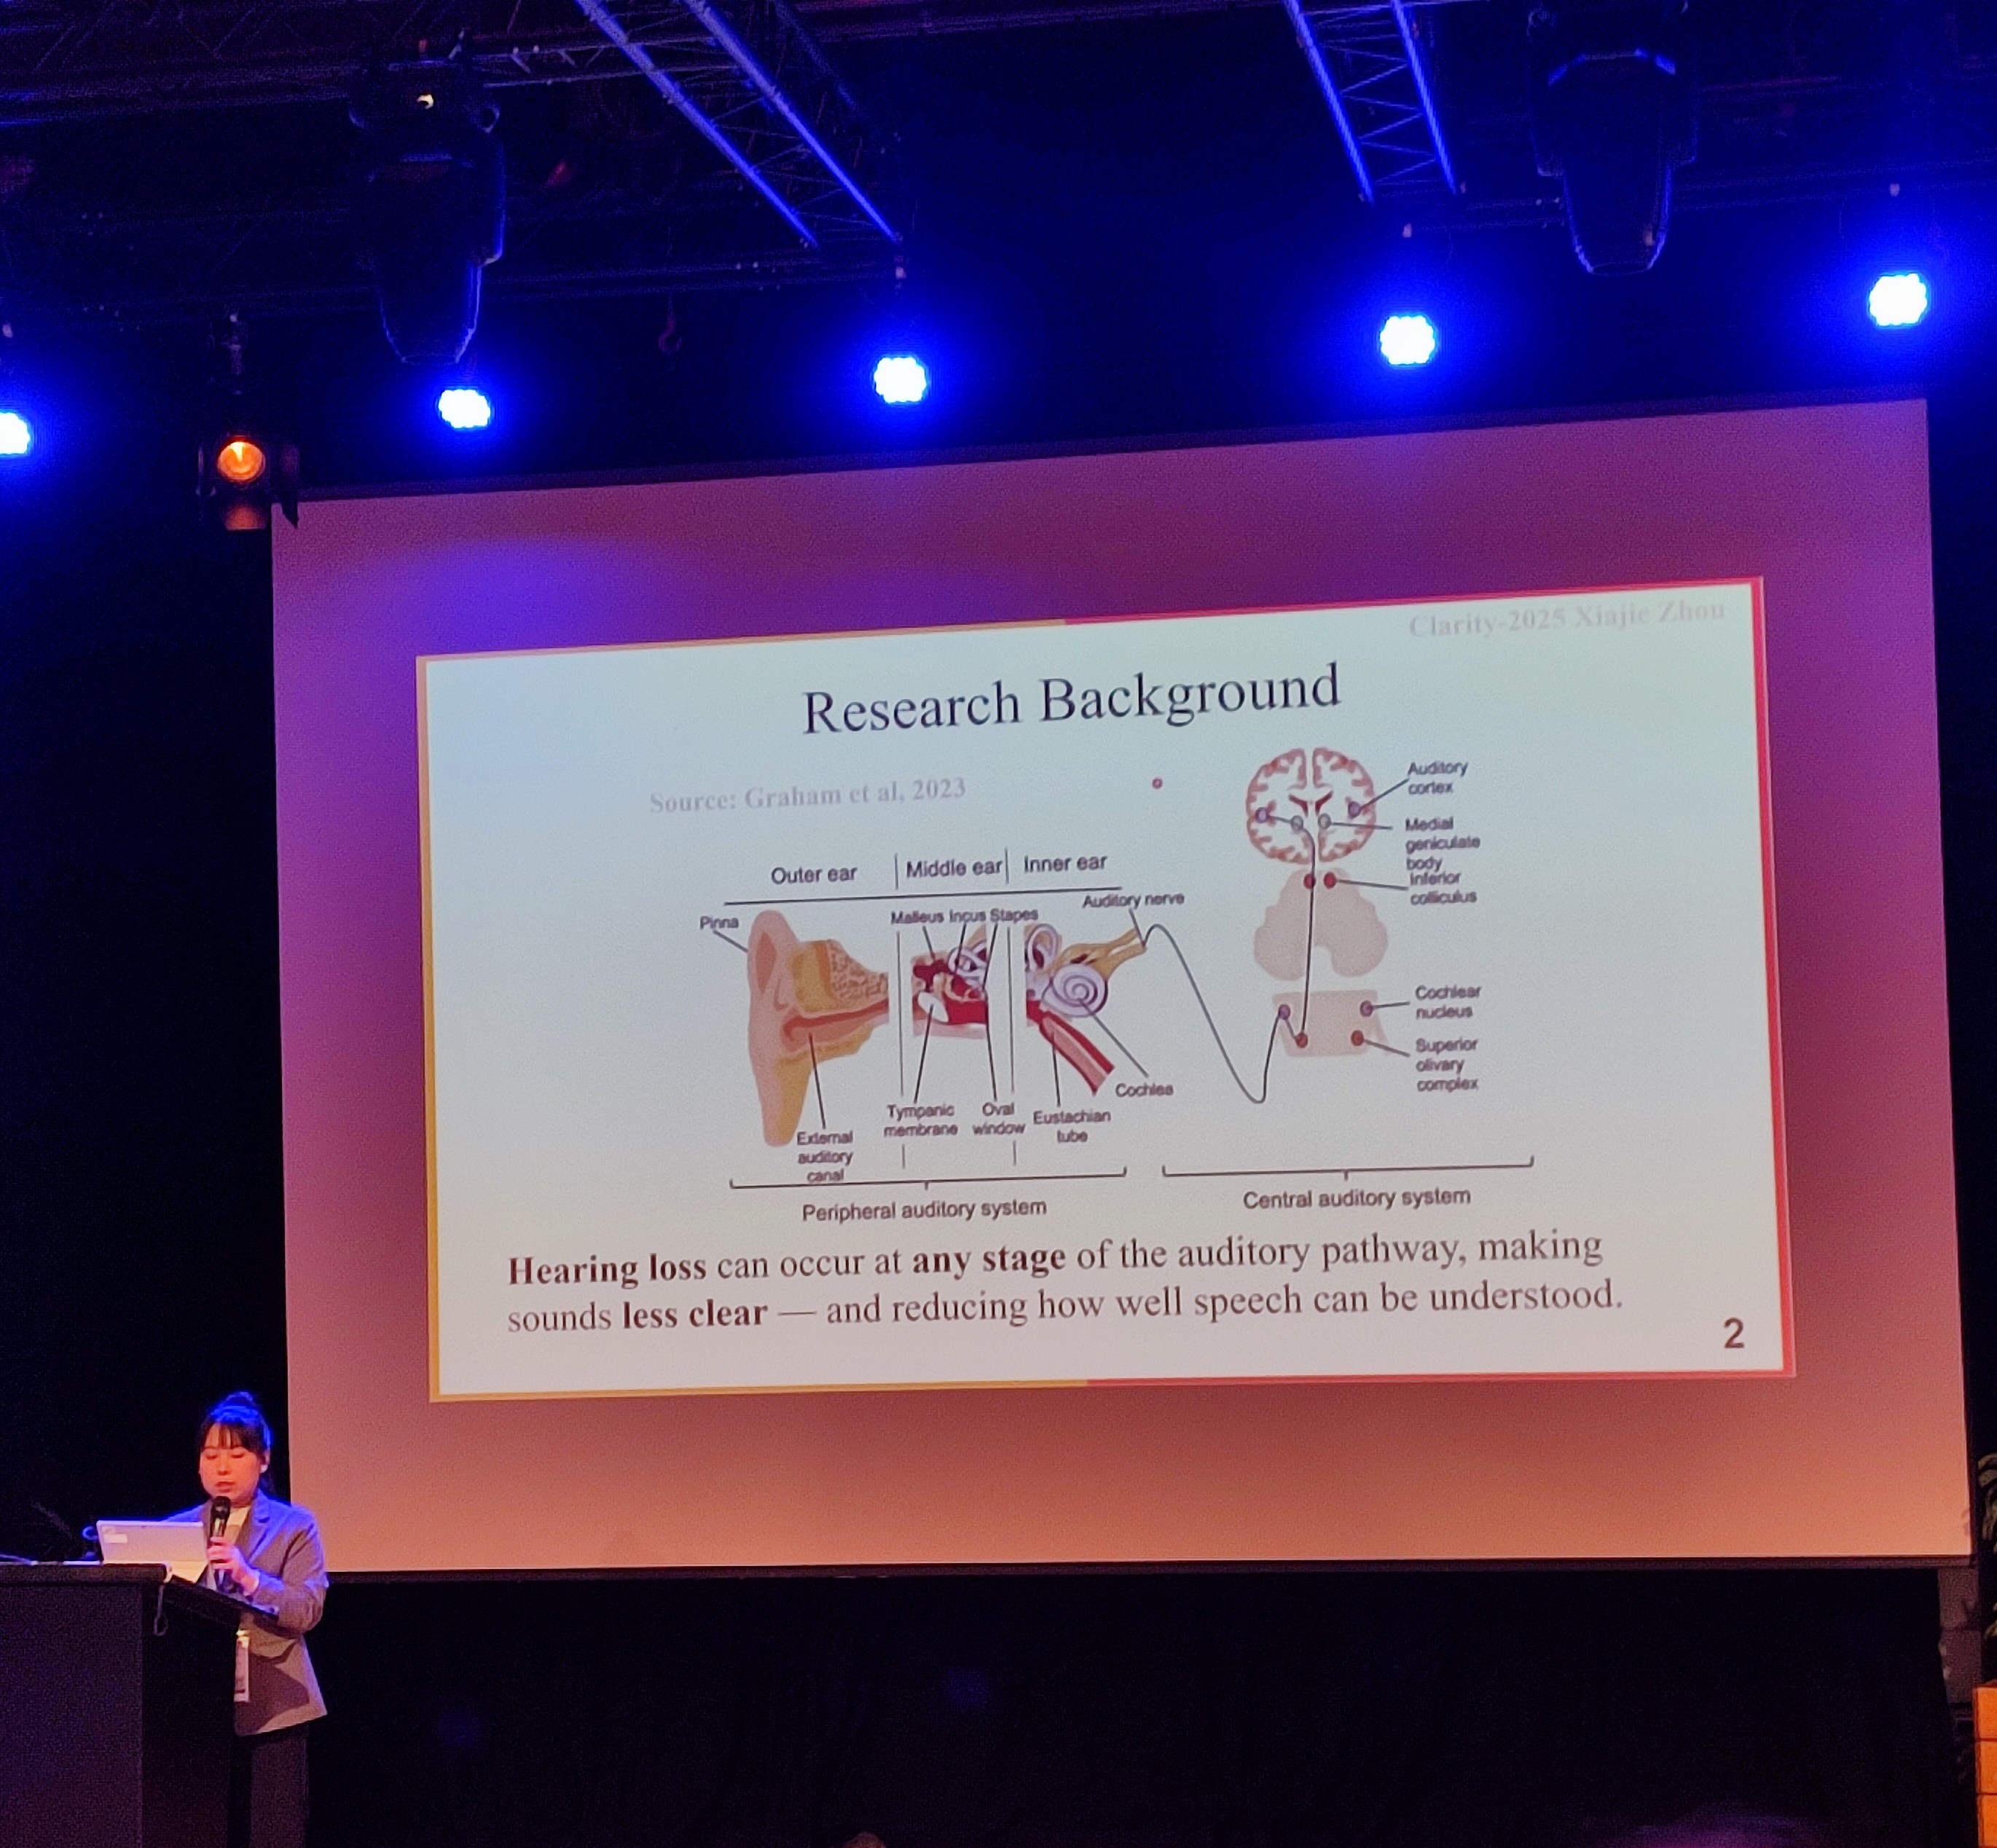 Clarity-2025 Xiajie Zhou
Research Background
Source: Graham et al, 2023
Outer ear
Middle ear
Inner ear
Pinna
Malleus Incus Stapes
Auditory nerve
External
auditory
canal
Tympanic
membrane
Oval
window
Eustachian
tube
Cochlea
Peripheral auditory system
Auditory
cortex
Medial
geniculate
body
Inferior
colliculus
Cochlear
nucleus
Superior
olivary
complex
Central auditory system
Hearing loss can occur at any stage of the auditory pathway, making
sounds less clear — and reducing how well speech can be understood.
2